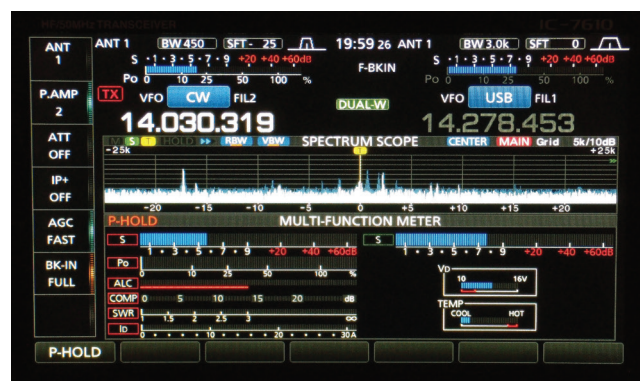 HF/50MHz TRANSCEIVER IC-7610
ANT 1
ANT 1 BW 450 SFT - 25 19:59 26 ANT 1 BW 3.0k SFT 0
S ·1·3·5·7·9 +20 +40 +60dB F-BKIN S ·1·3·5·7·9 +20 +40 +60dB
Po 0 10 25 50 100 % Po 0 10 25 50 100 %
P.AMP 2
TX VFO CW FIL2 DUAL-W VFO USB FIL1
14.030.319 14.278.453
ATT OFF
S HOLD RBW VBW SPECTRUM SCOPE CENTER MAIN Grid 5k/10dB
-25k +25k
IP+ OFF
-20 -15 -10 -5 0 +5 +10 +15 +20
AGC FAST
P-HOLD MULTI-FUNCTION METER
S 1·3·5·7·9 +20 +40 +60dB S 1·3·5·7·9 +20 +40 +60dB
BK-IN FULL
Po 0 10 25 50 100 %
VD 10 16V
ALC
COMP 0 5 10 15 20 dB
TEMP COOL HOT
SWR 1 1.5 2 2.5 3 ∞
ID 0 · · · · 10 · · · · 20 · · · 30A
P-HOLD